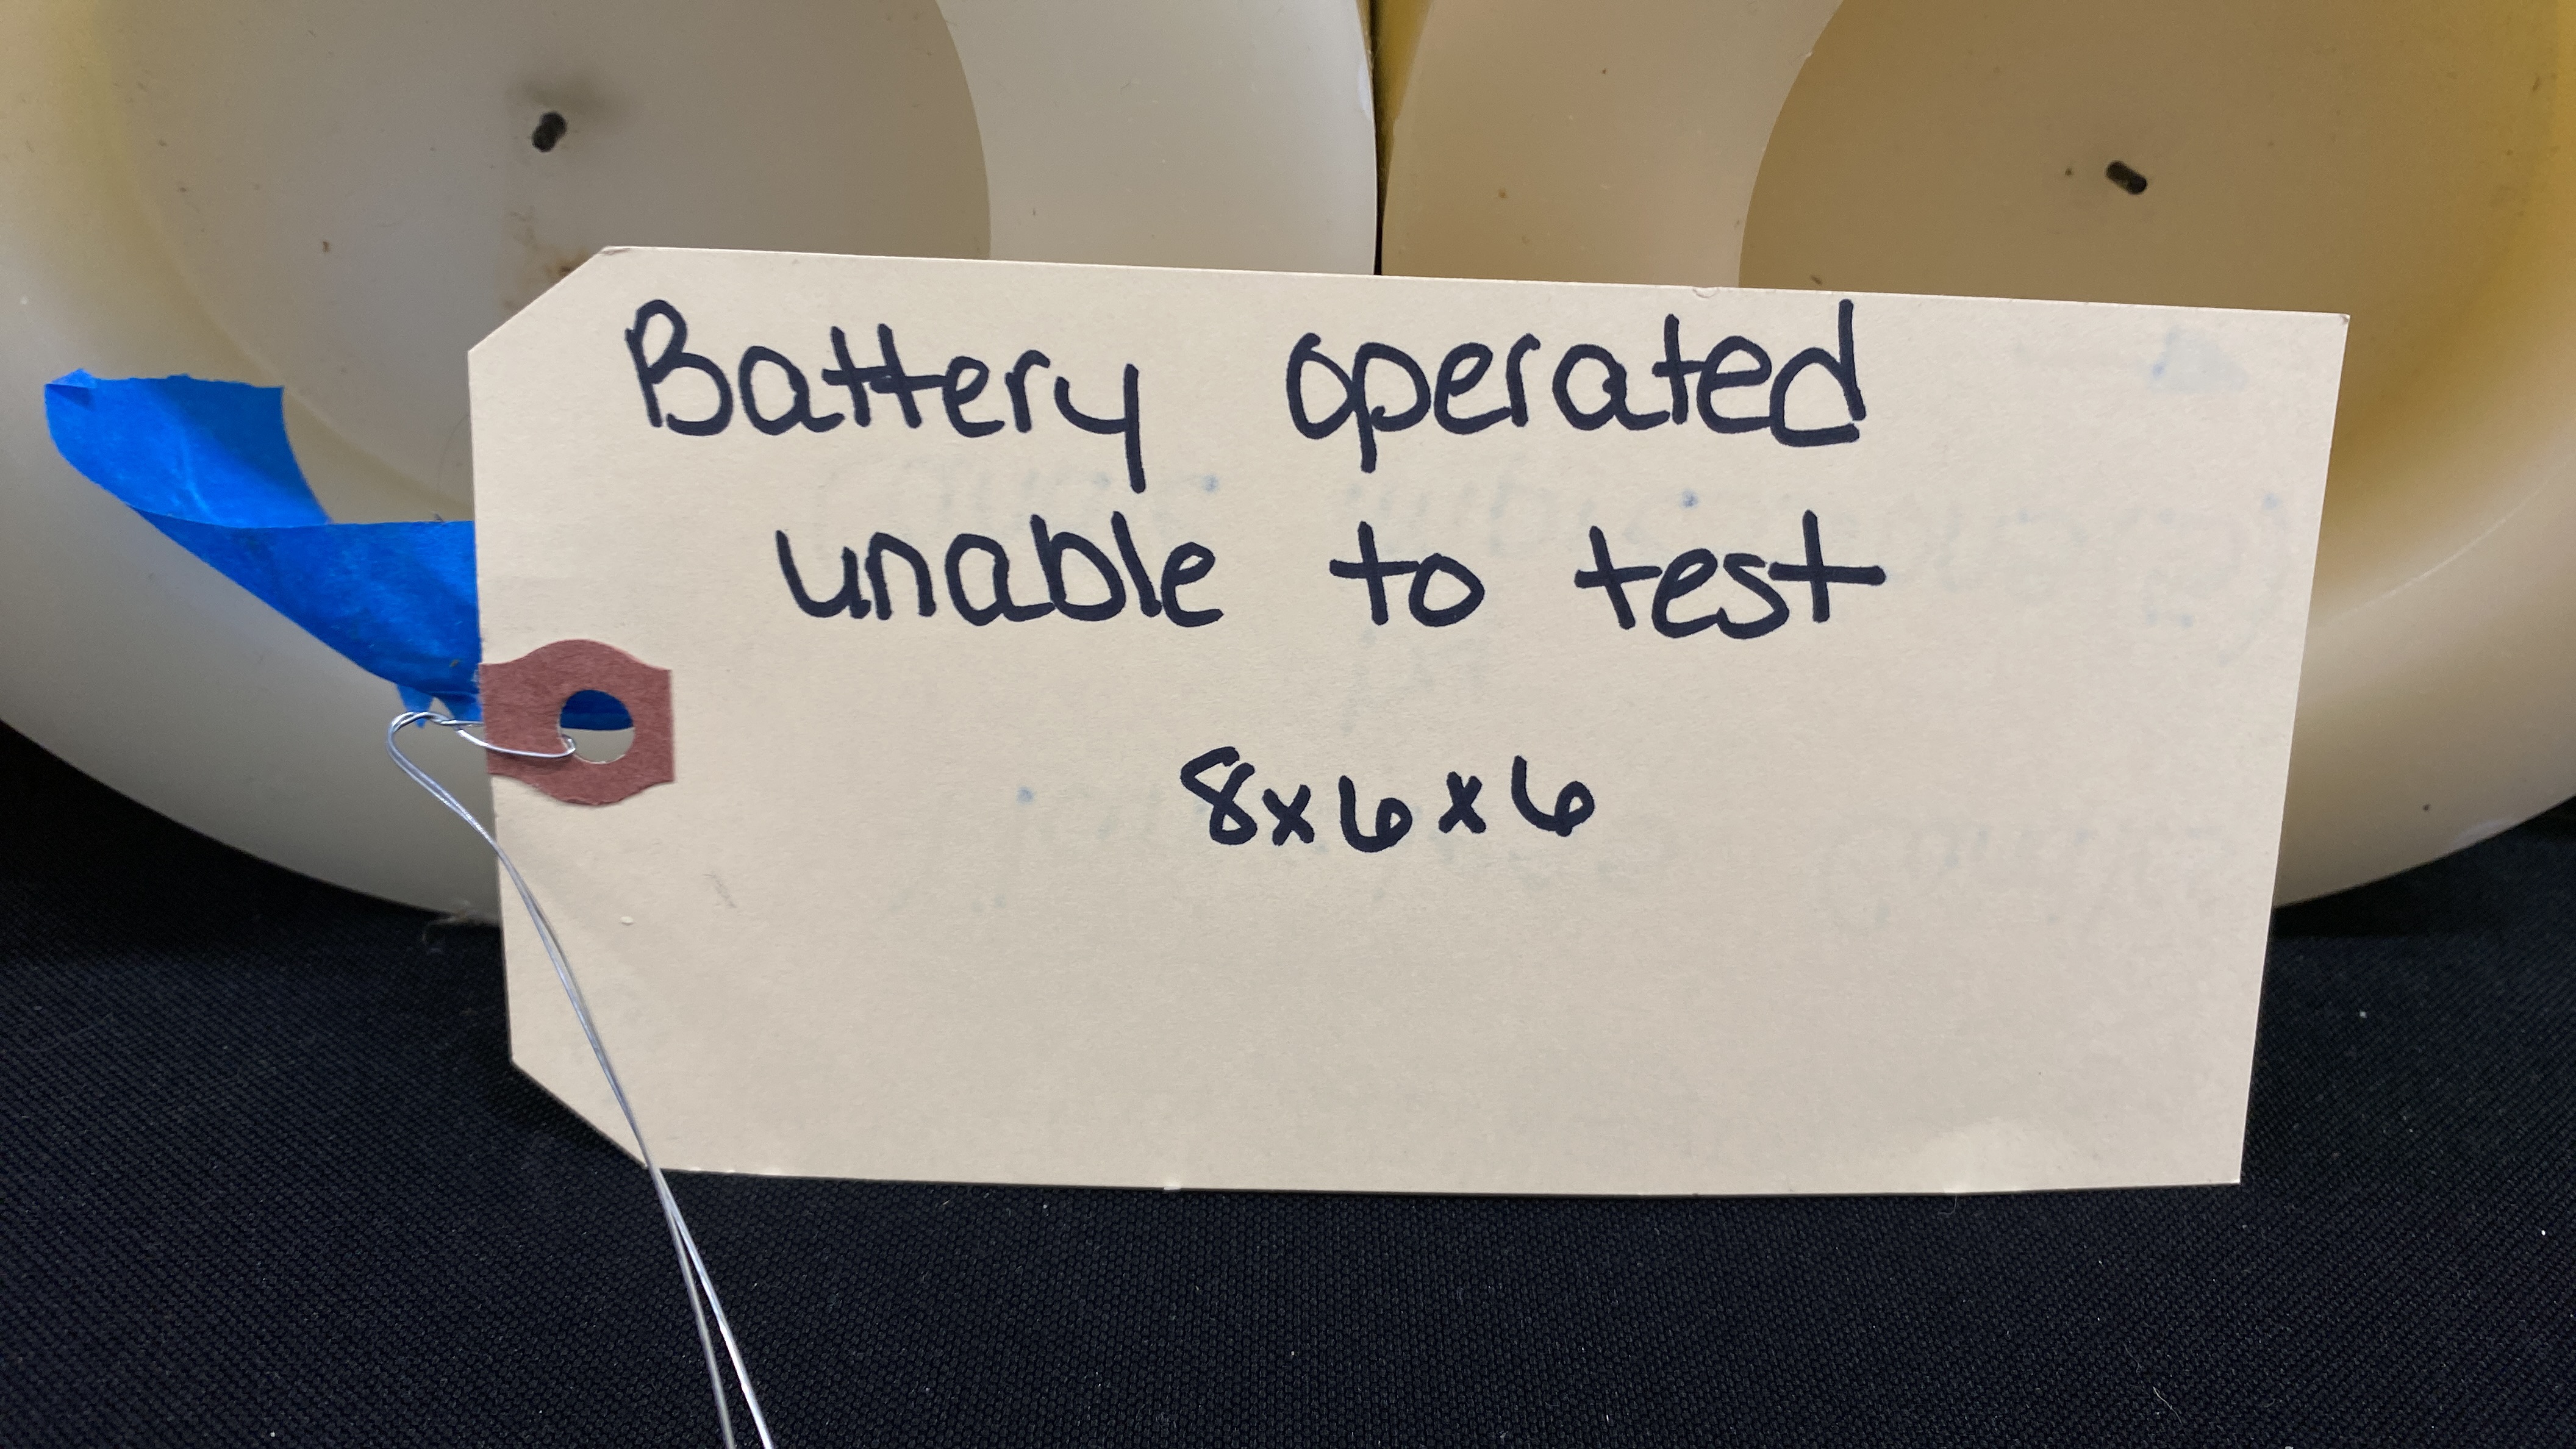 Battery operated
unable to test
8x6x6